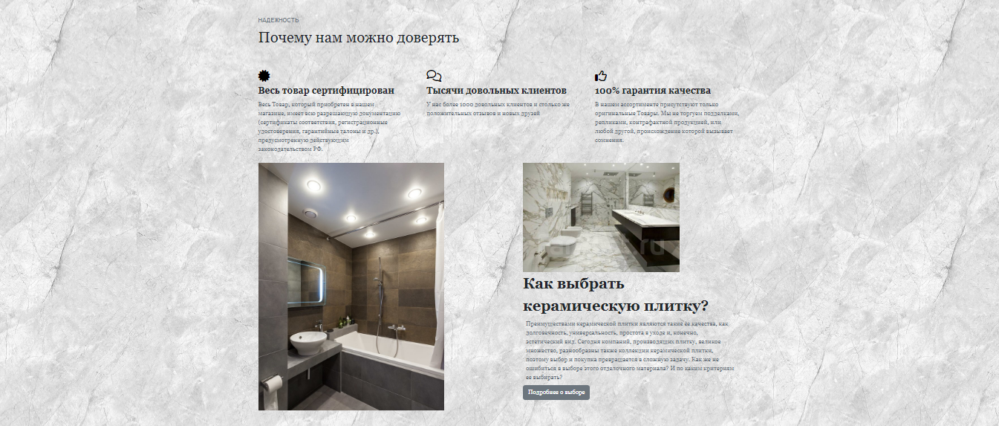 НАДЕЖНОСТЬ
Почему нам можно доверять
Весь товар сертифицирован
Весь Товар, который приобретен в нашем
магазине, имеет всю разрешающую документацию
(сертификаты соответствия, регистрационные
удостоверения, гарантийные талоны и др.),
предусмотренную действующим
законодательством РФ.
Тысячи довольных клиентов
У нас более 1000 довольных клиентов и столько же
положительных отзывов и новых друзей
100% гарантия качества
В нашем ассортименте присутствуют только
оригинальные Товары. Мы не торгуем подделками,
репликами, контрафактной продукцией, или
любой другой, происхождение которой вызывает
сомнения.
Как выбрать
керамическую плитку?
Преимуществами керамической плитки являются такие ее качества, как
долговечность, универсальность, простота в уходе и, конечно,
эстетический вид. Сегодня компаний, производящих плитку, великое
множество, разнообразны также коллекции керамической плитки,
поэтому выбор и покупка превращается в сложную задачу. Как же не
ошибиться в выборе этого отделочного материала? И по каким критериям
ее выбирать?
Подробнее о выборе